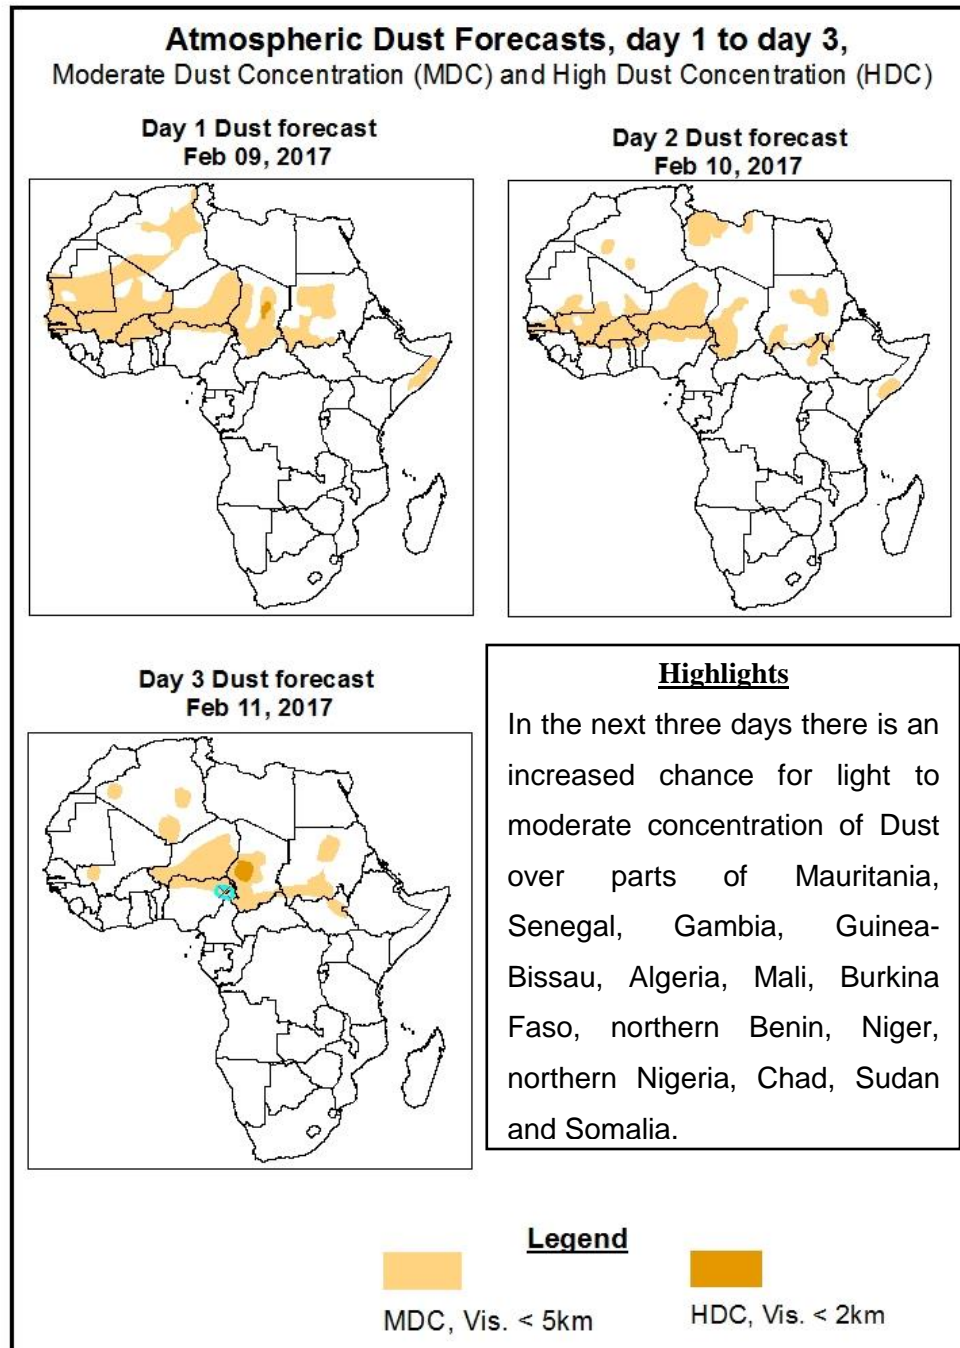 Atmospheric Dust Forecasts, day 1 to day 3,
Moderate Dust Concentration (MDC) and High Dust Concentration (HDC)
Day 1 Dust forecast
Feb 09, 2017
Day 2 Dust forecast
Feb 10, 2017
Day 3 Dust forecast
Feb 11, 2017
Highlights
In the next three days there is an
increased chance for light to
moderate concentration of Dust
over parts of Mauritania,
Senegal, Gambia, Guinea-
Bissau, Algeria, Mali, Burkina
Faso, northern Benin, Niger,
northern Nigeria, Chad, Sudan
and Somalia.
Legend
MDC, Vis. < 5km
HDC, Vis. < 2km